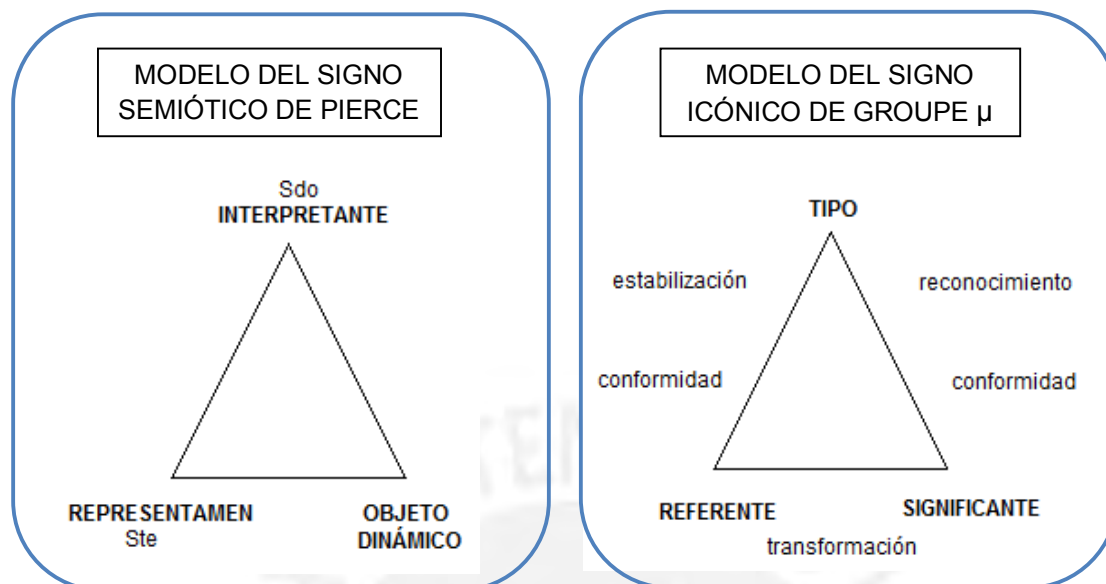 MODELO DEL SIGNO
SEMIÓTICO DE PIERCE
Sdo
INTERPRETANTE
REPRESENTAMEN
Ste
OBJETO
DINÁMICO
MODELO DEL SIGNO
ICÓNICO DE GROUPE µ
TIPO
estabilización
reconocimiento
conformidad
conformidad
REFERENTE
SIGNIFICANTE
transformación